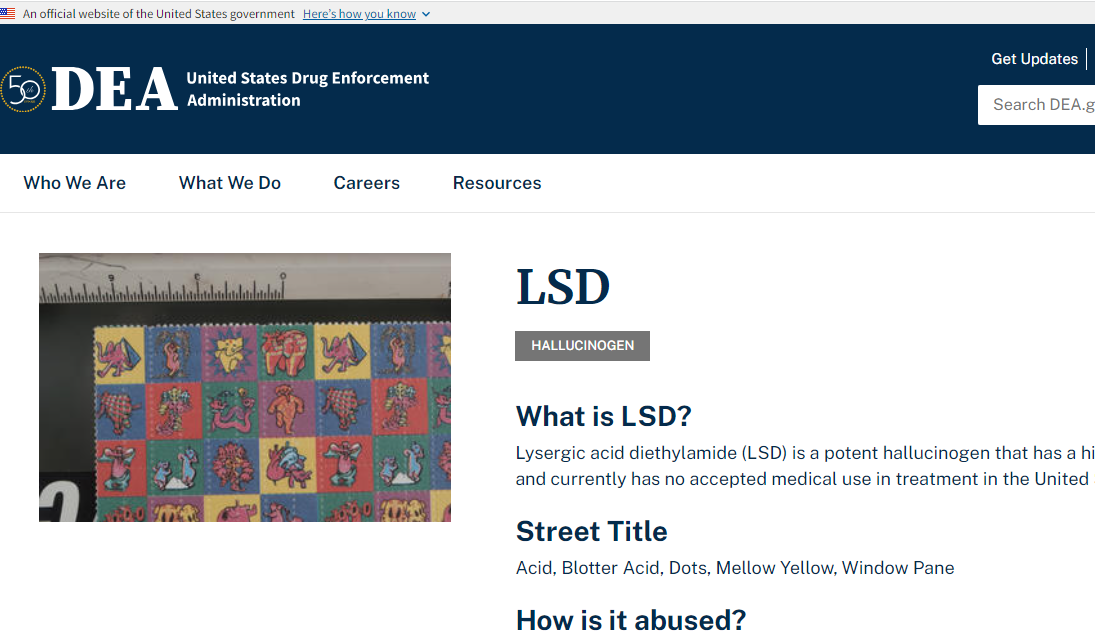 An official website of the United States government Here's how you know
50th
DEA
United States Drug Enforcement
Administration
Get Updates
Search DEA.g
Who We Are
What We Do
Careers
Resources
LSD
HALLUCINOGEN
What is LSD?
Lysergic acid diethylamide (LSD) is a potent hallucinogen that has a hi
and currently has no accepted medical use in treatment in the United
Street Title
Acid, Blotter Acid, Dots, Mellow Yellow, Window Pane
How is it abused?